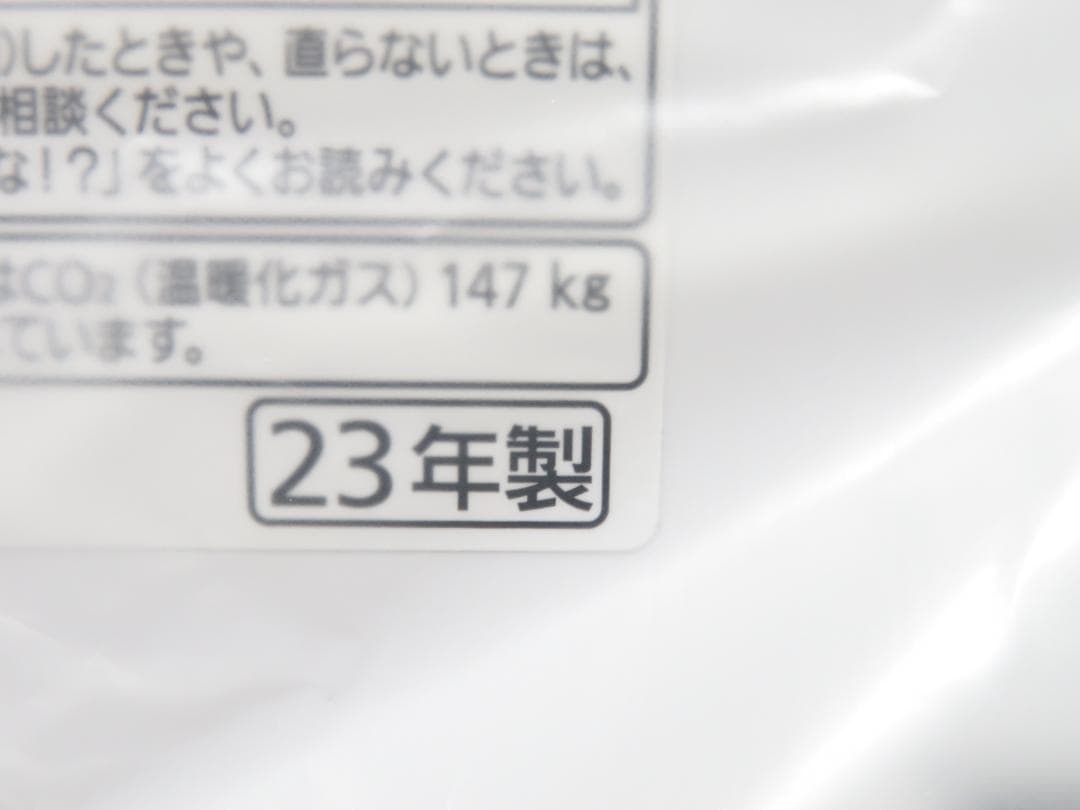 )したときや、直らないときは、
相談ください。
な!?」をよくお読みください。
はCO₂(温暖化ガス)147 kg
ています。
23年製